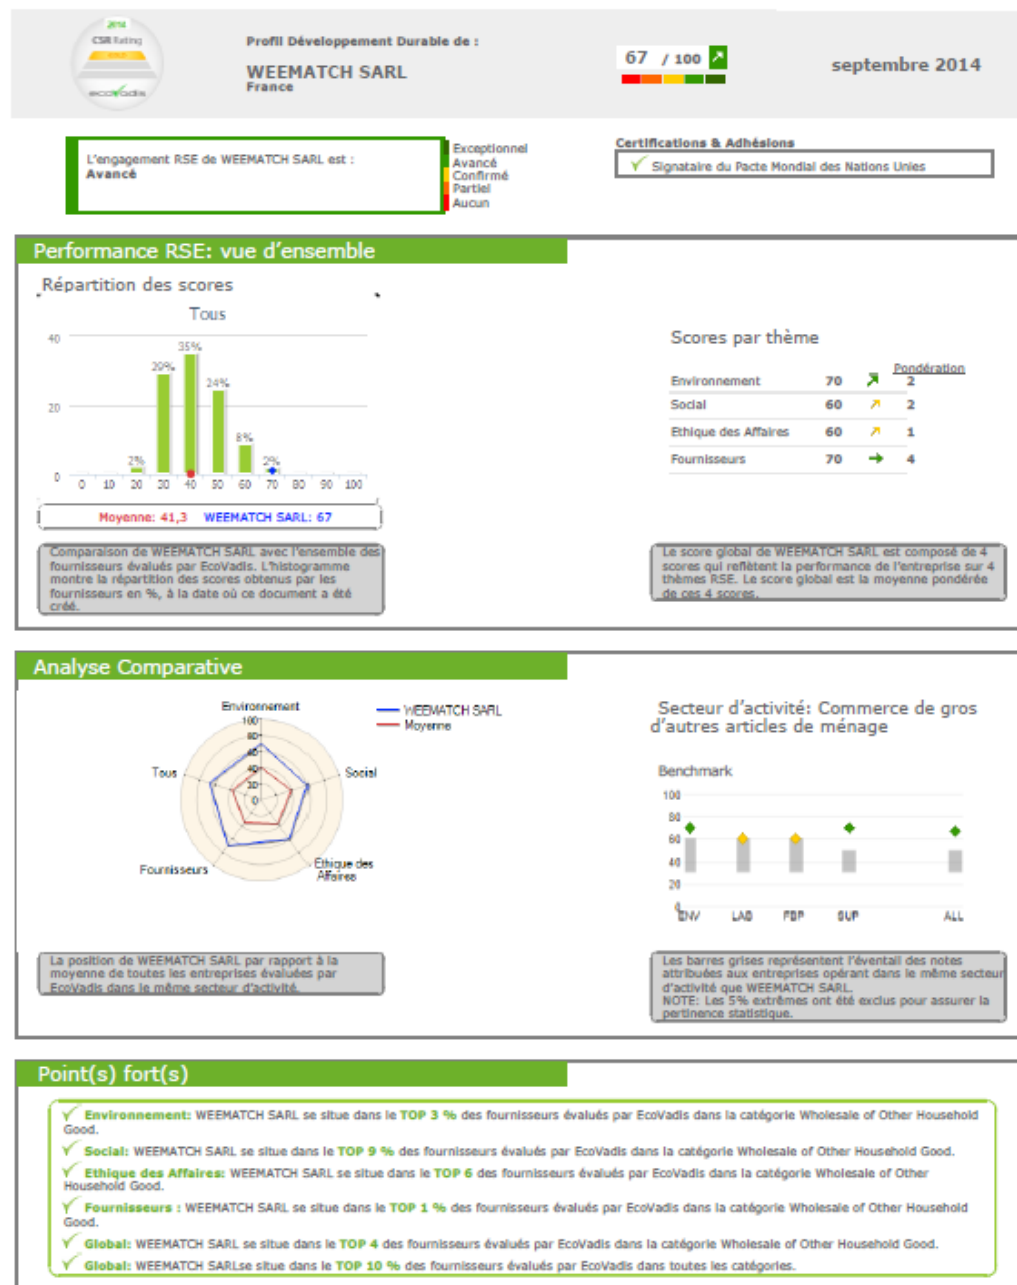 2014
CSR Rating
GOLD
ecovadis
Profil Développement Durable de :
WEEMATCH SARL
France
67 / 100
septembre 2014
L'engagement RSE de WEEMATCH SARL est :
Avancé
Exceptionnel
Avancé
Confirmé
Partiel
Aucun
Certifications & Adhésions
Signataire du Pacte Mondial des Nations Unies
Performance RSE: vue d'ensemble
Répartition des scores
Tous
40
20
0
2%
29%
35%
24%
8%
2%
0 10 20 30 40 50 60 70 80 90 100
Moyenne: 41,3 WEEMATCH SARL: 67
Comparaison de WEEMATCH SARL avec l'ensemble des
fournisseurs évalués par EcoVadis. L'histogramme
montre la répartition des scores obtenus par les
fournisseurs en %, à la date où ce document a été
créé.
Scores par thème
Pondération
Environnement 70 2
Social 60 2
Ethique des Affaires 60 1
Fournisseurs 70 4
Le score global de WEEMATCH SARL est composé de 4
scores qui reflètent la performance de l'entreprise sur 4
thèmes RSE. Le score global est la moyenne pondérée
de ces 4 scores.
Analyse Comparative
Environnement
Social
Ethique des
Affaires
Fournisseurs
Tous
100
80
60
40
20
0
WEEMATCH SARL
Moyenne
La position de WEEMATCH SARL par rapport à la
moyenne de toutes les entreprises évaluées par
EcoVadis dans le même secteur d'activité.
Secteur d'activité: Commerce de gros
d'autres articles de ménage
Benchmark
100
80
60
40
20
0
ENV LAB FBP SUP ALL
Les barres grises représentent l'éventail des notes
attribuées aux entreprises opérant dans le même secteur
d'activité que WEEMATCH SARL.
NOTE: Les 5% extrêmes ont été exclus pour assurer la
pertinence statistique.
Point(s) fort(s)
Environnement: WEEMATCH SARL se situe dans le TOP 3 % des fournisseurs évalués par EcoVadis dans la catégorie Wholesale of Other Household
Good.
Social: WEEMATCH SARL se situe dans le TOP 9 % des fournisseurs évalués par EcoVadis dans la catégorie Wholesale of Other Household Good.
Ethique des Affaires: WEEMATCH SARL se situe dans le TOP 6 des fournisseurs évalués par EcoVadis dans la catégorie Wholesale of Other
Household Good.
Fournisseurs : WEEMATCH SARL se situe dans le TOP 1 % des fournisseurs évalués par EcoVadis dans la catégorie Wholesale of Other Household
Good.
Global: WEEMATCH SARL se situe dans le TOP 4 des fournisseurs évalués par EcoVadis dans la catégorie Wholesale of Other Household Good.
Global: WEEMATCH SARLse situe dans le TOP 10 % des fournisseurs évalués par EcoVadis dans toutes les catégories.